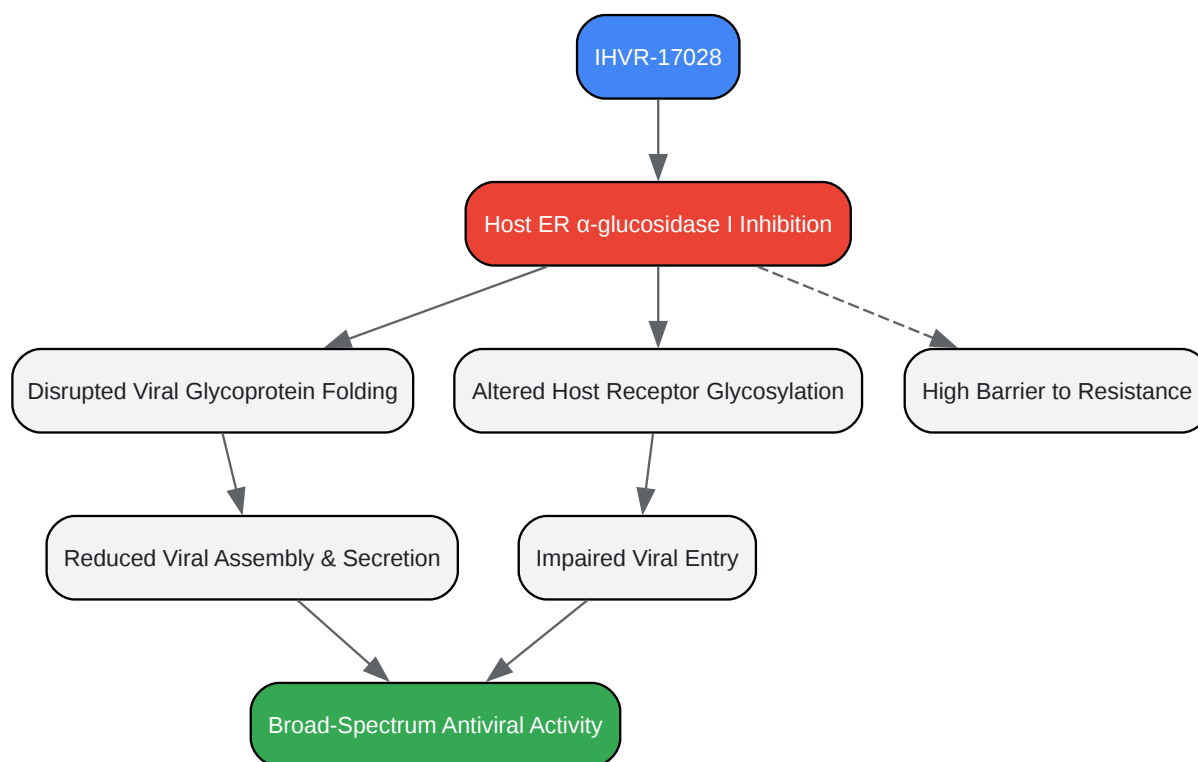 IHVR-17028
Host ER α-glucosidase I Inhibition
Disrupted Viral Glycoprotein Folding
Altered Host Receptor Glycosylation
High Barrier to Resistance
Reduced Viral Assembly & Secretion
Impaired Viral Entry
Broad-Spectrum Antiviral Activity